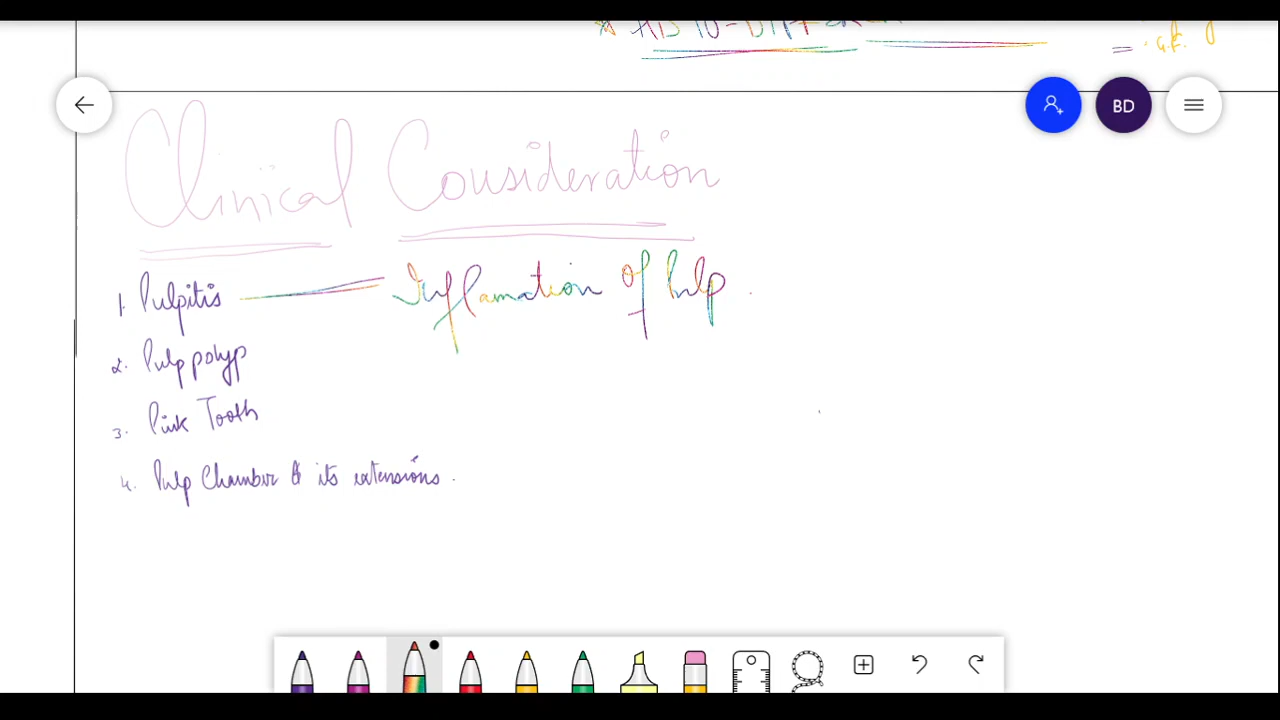 BD
Clinical Consideration
1. Pulpitis Inflamation of Pulp.
2. Pulp polyp
3. Pink Tooth
4. Pulp Chamber & its extensions.